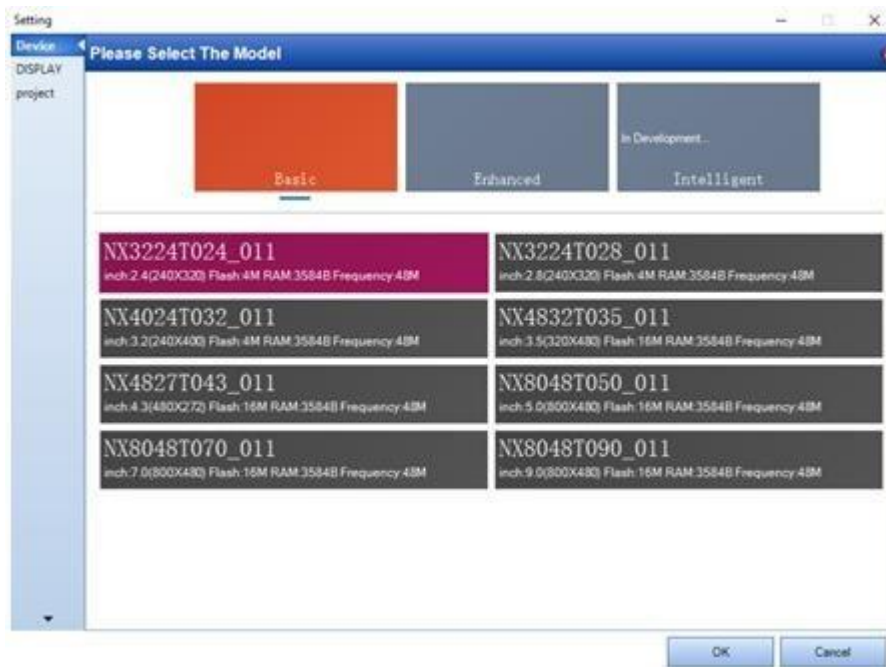 Setting
Device
DISPLAY
project
Please Select The Model
Basic
Enhanced
In Development...
Intelligent
NX3224T024_011
inch:2.4(240X320) Flash:4M RAM:3584B Frequency:48M
NX3224T028_011
inch:2.8(240X320) Flash:4M RAM:3584B Frequency:48M
NX4024T032_011
inch:3.2(240X400) Flash:4M RAM:3584B Frequency:48M
NX4832T035_011
inch:3.5(320X480) Flash:16M RAM:3584B Frequency:48M
NX4827T043_011
inch:4.3(480X272) Flash:16M RAM:3584B Frequency:48M
NX8048T050_011
inch:5.0(800X480) Flash:16M RAM:3584B Frequency:48M
NX8048T070_011
inch:7.0(800X480) Flash:16M RAM:3584B Frequency:48M
NX8048T090_011
inch:9.0(800X480) Flash:16M RAM:3584B Frequency:48M
OK
Cancel